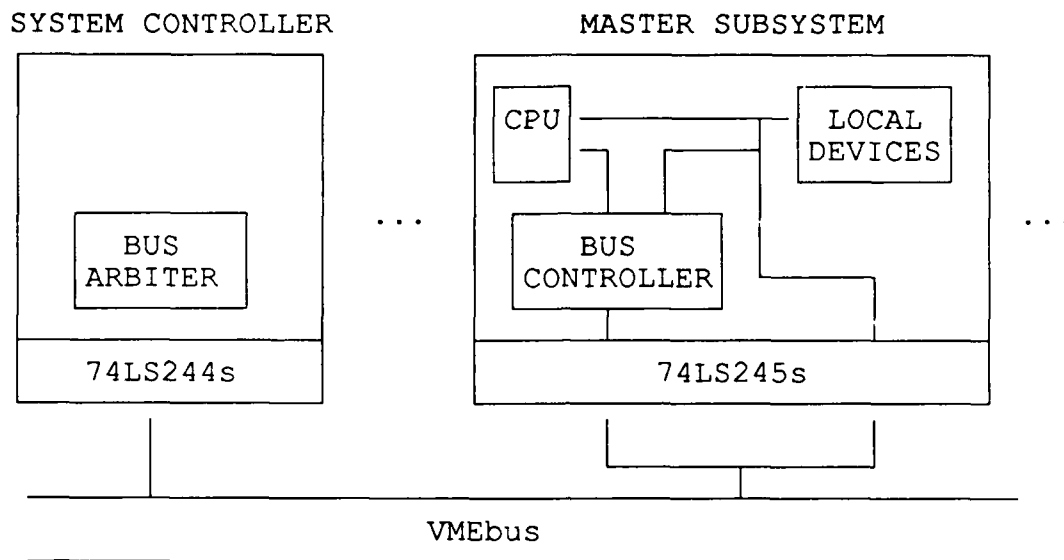 SYSTEM CONTROLLER
MASTER SUBSYSTEM
CPU
LOCAL
DEVICES
...
...
BUS
ARBITER
BUS
CONTROLLER
74LS244s
74LS245s
VMEbus